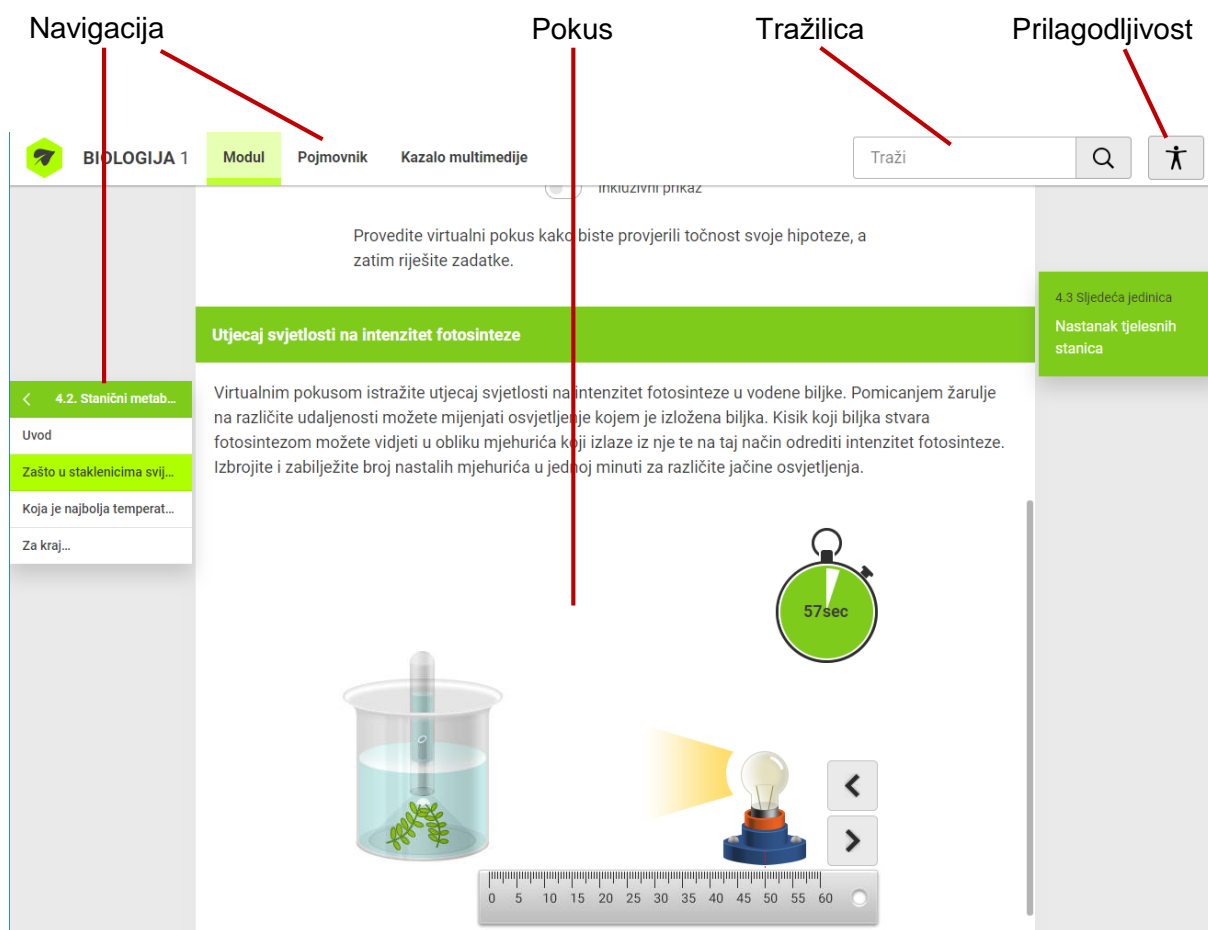 Navigacija
Pokus
Tražilica
Prilagodljivost
BIOLOGIJA 1
Modul
Pojmovnik
Kazalo multimedije
Traži
Inkluzivni prikaz
Provedite virtualni pokus kako biste provjerili točnost svoje hipoteze, a
zatim riješite zadatke.
4.3 Sljedeća jedinica
Nastanak tjelesnih
stanica
Utjecaj svjetlosti na intenzitet fotosinteze
4.2. Stanični metab...
Uvod
Zašto u staklenicima svij...
Koja je najbolja temperat...
Za kraj...
Virtualnim pokusom istražite utjecaj svjetlosti na intenzitet fotosinteze u vodene biljke. Pomicanjem žarulje
na različite udaljenosti možete mijenjati osvjetljenje kojem je izložena biljka. Kisik koji biljka stvara
fotosintezom možete vidjeti u obliku mjehurića koji izlaze iz nje te na taj način odrediti intenzitet fotosinteze.
Izbrojite i zabilježite broj nastalih mjehurića u jednoj minuti za različite jačine osvjetljenja.
57sec
0 5 10 15 20 25 30 35 40 45 50 55 60